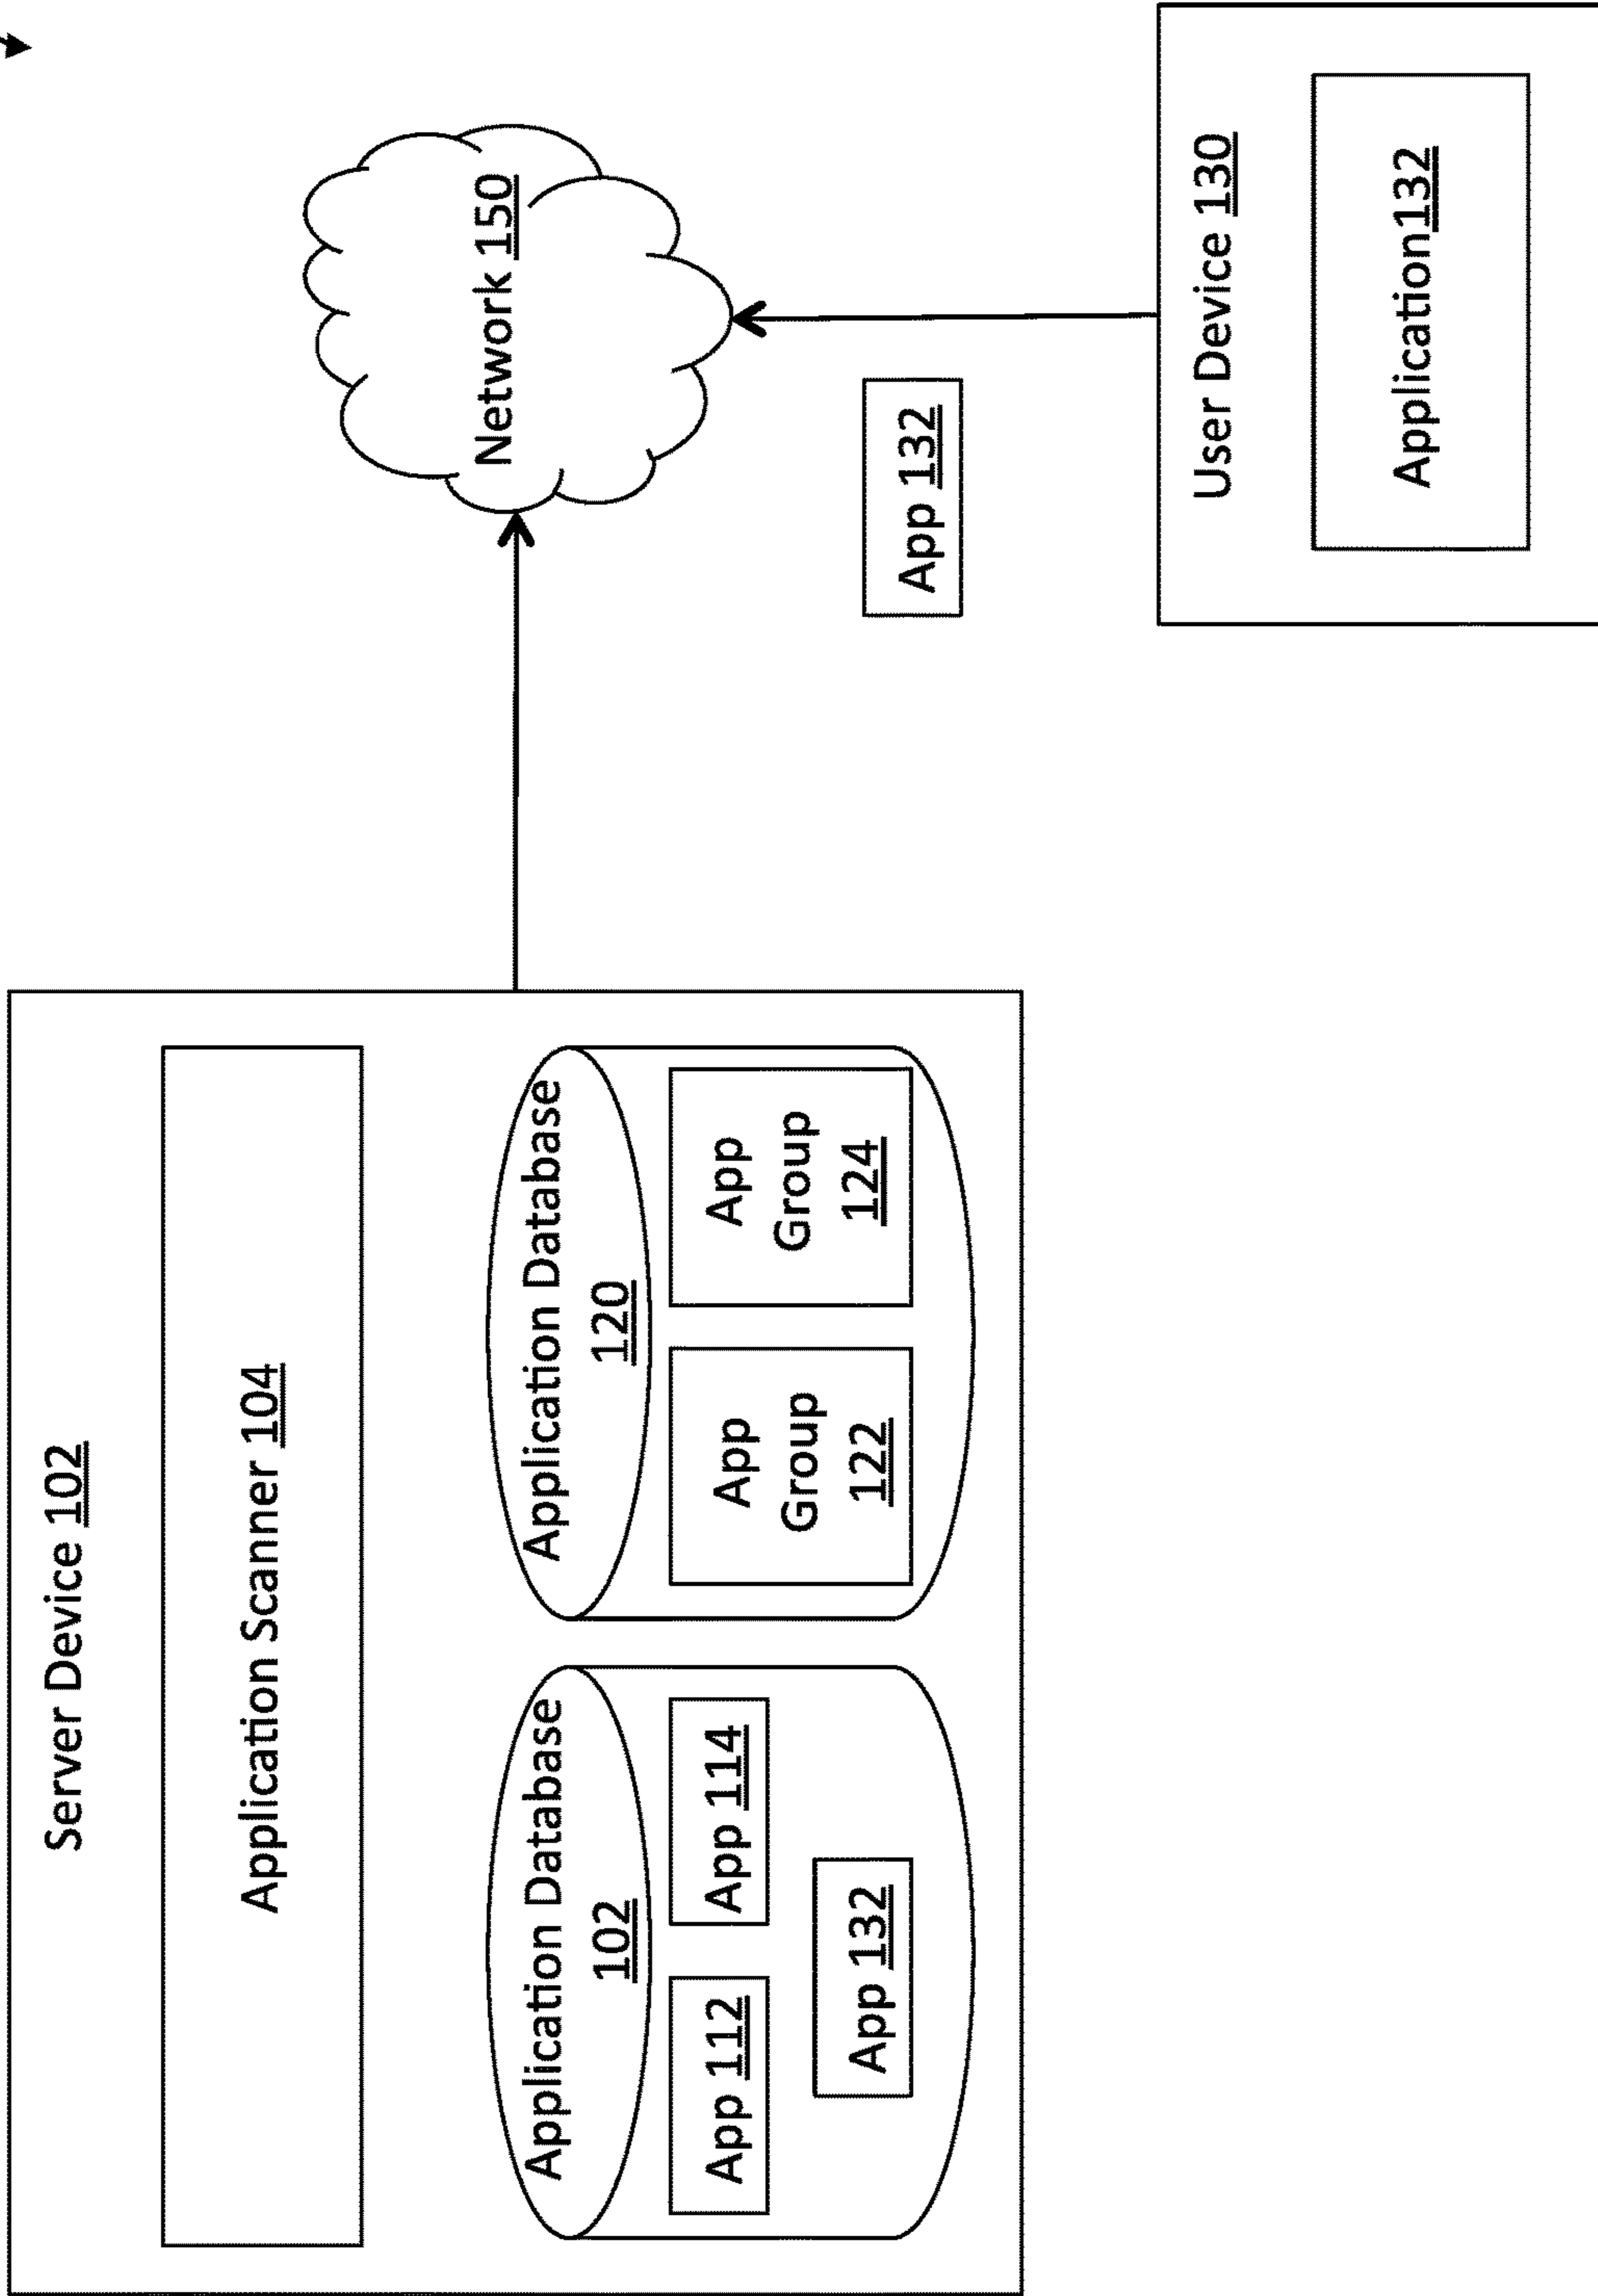 Server Device 102
Application Scanner 104
Application Database
102
App 112
App 114
App 132
Application Database
120
App
Group
122
App
Group
124
Network 150
App 132
User Device 130
Application132